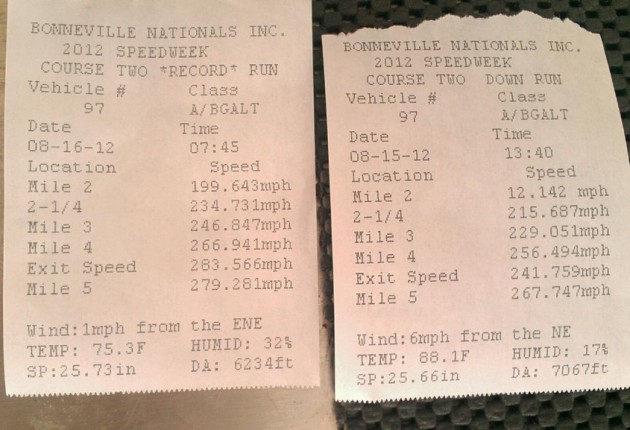 BONNEVILLE NATIONALS INC.
2012 SPEEDWEEK
COURSE TWO *RECORD* RUN
Vehicle # Class
97 A/BGALT
Date Time
08-16-12 07:45
Location Speed
Mile 2 199.643mph
2-1/4 234.731mph
Mile 3 246.847mph
Mile 4 266.941mph
Exit Speed 283.566mph
Mile 5 279.281mph
Wind:1mph from the ENE
TEMP: 75.3F HUMID: 32%
SP:25.73in DA: 6234ft
BONNEVILLE NATIONALS INC.
2012 SPEEDWEEK
COURSE TWO DOWN RUN
Vehicle # Class
97 A/BGALT
Date Time
08-15-12 13:40
Location Speed
Mile 2 12.142 mph
2-1/4 215.687mph
Mile 3 229.051mph
Mile 4 256.494mph
Exit Speed 241.759mph
Mile 5 267.747mph
Wind:6mph from the NE
TEMP: 88.1F HUMID: 17%
SP:25.66in DA: 7067ft